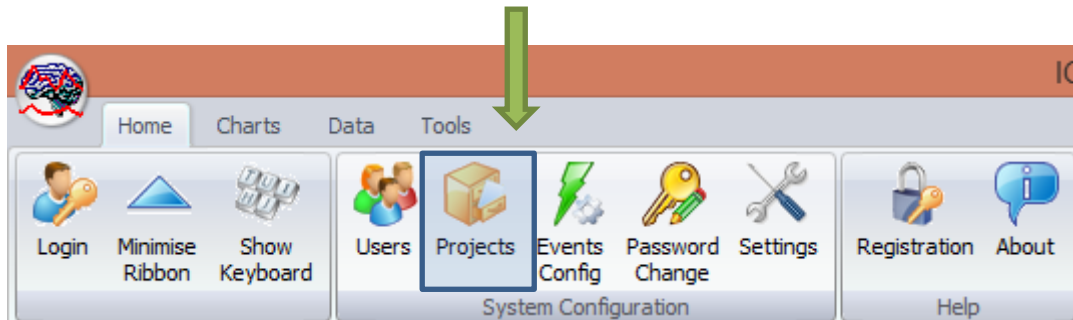 IC
Home Charts Data Tools
Login Minimise Ribbon Show Keyboard Users Projects Events Config Password Change Settings Registration About
System Configuration Help